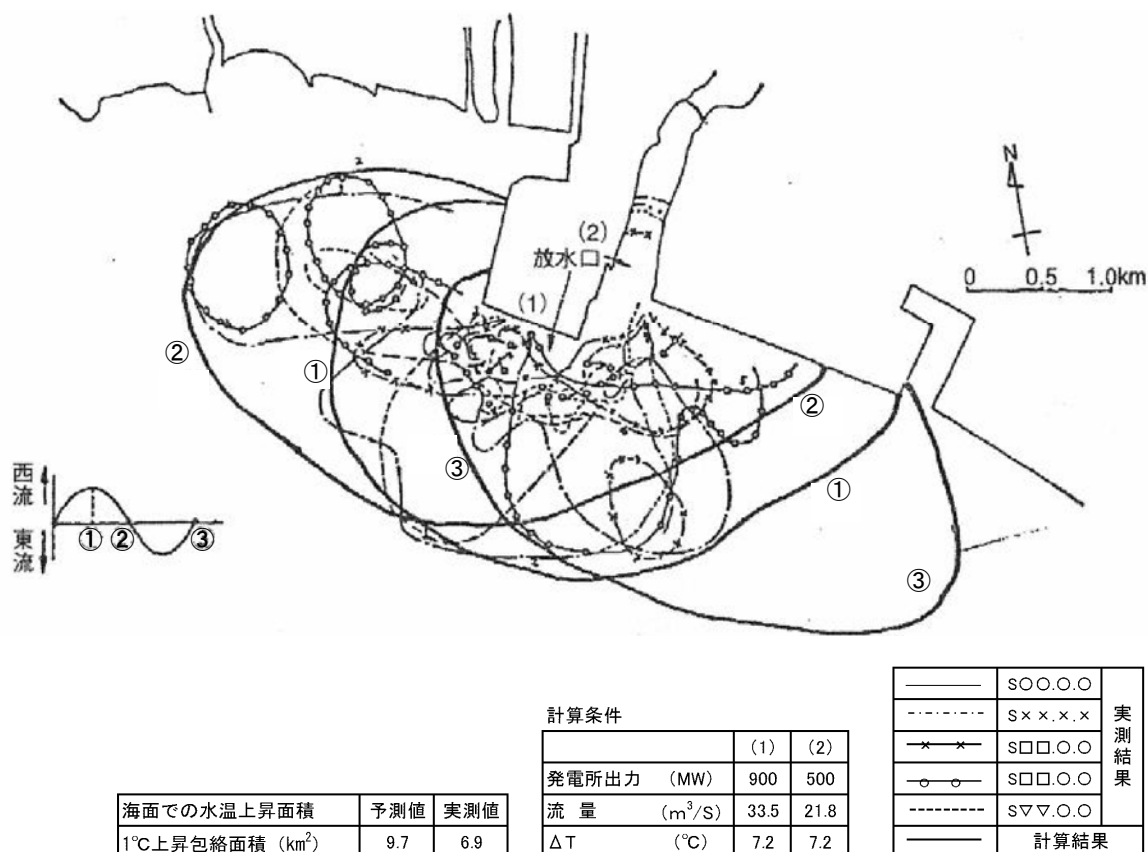 N
(2)
放水口
(1)
0 0.5 1.0km
②
①
③
②
①
③
西流
東流
① ② ③
計算条件
(1) (2)
発電所出力 (MW) 900 500
流量 (m³/S) 33.5 21.8
ΔT (℃) 7.2 7.2
海面での水温上昇面積 予測値 実測値
1℃上昇包絡面積 (km²) 9.7 6.9
S○○.○.○
S××.×.×
S□□.○.○
S□□.○.○
S▽▽.○.○
実測結果
計算結果